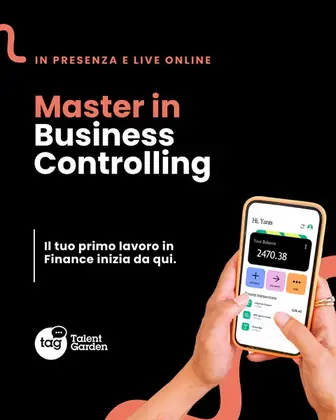 IN PRESENZA E LIVE ONLINE
Master in
Business
Controlling
Il tuo primo lavoro in
Finance inizia da qui.
tag
Talent
Garden
Hi, Yanis
Your Balance
2470.38